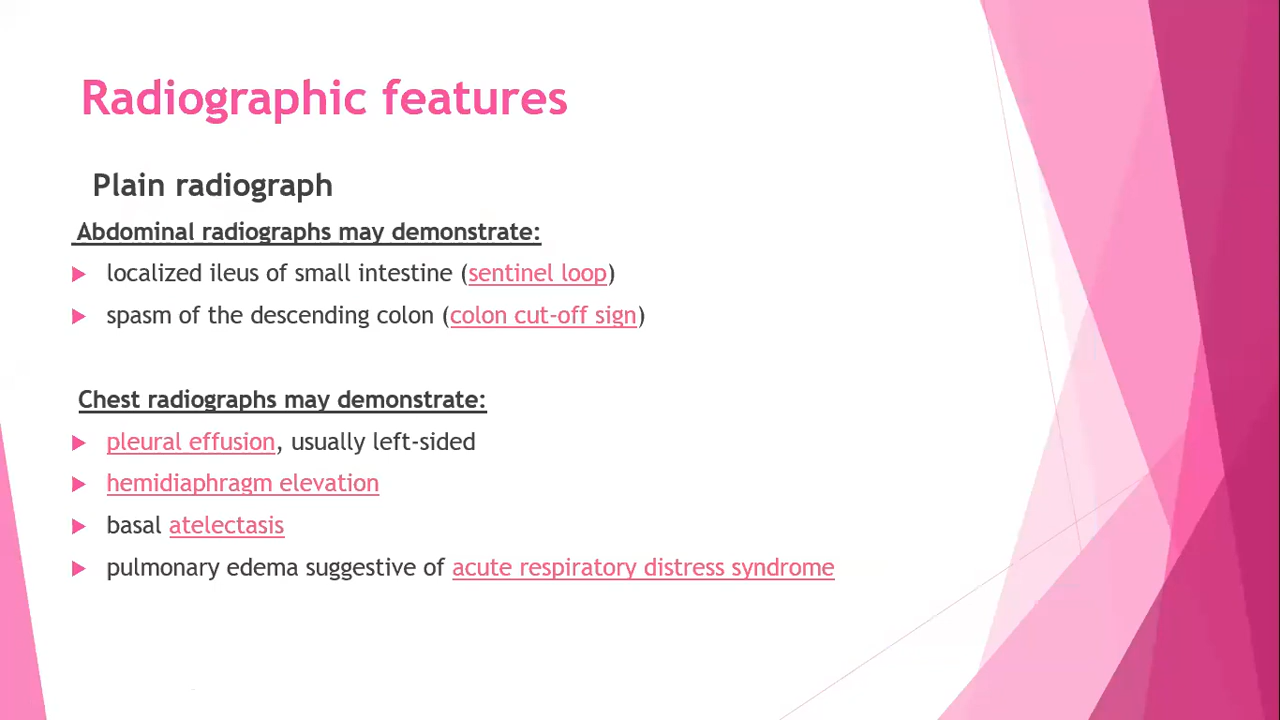 Radiographic features
Plain radiograph
Abdominal radiographs may demonstrate:
localized ileus of small intestine (sentinel loop)
spasm of the descending colon (colon cut-off sign)
Chest radiographs may demonstrate:
pleural effusion, usually left-sided
hemidiaphragm elevation
basal atelectasis
pulmonary edema suggestive of acute respiratory distress syndrome